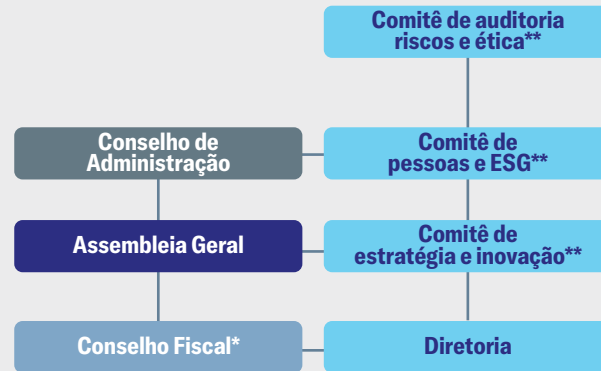 Comitê de auditoria
riscos e ética**
Conselho de
Administração
Comitê de
pessoas e ESG**
Assembleia Geral
Comitê de
estratégia e inovação**
Conselho Fiscal*
Diretoria